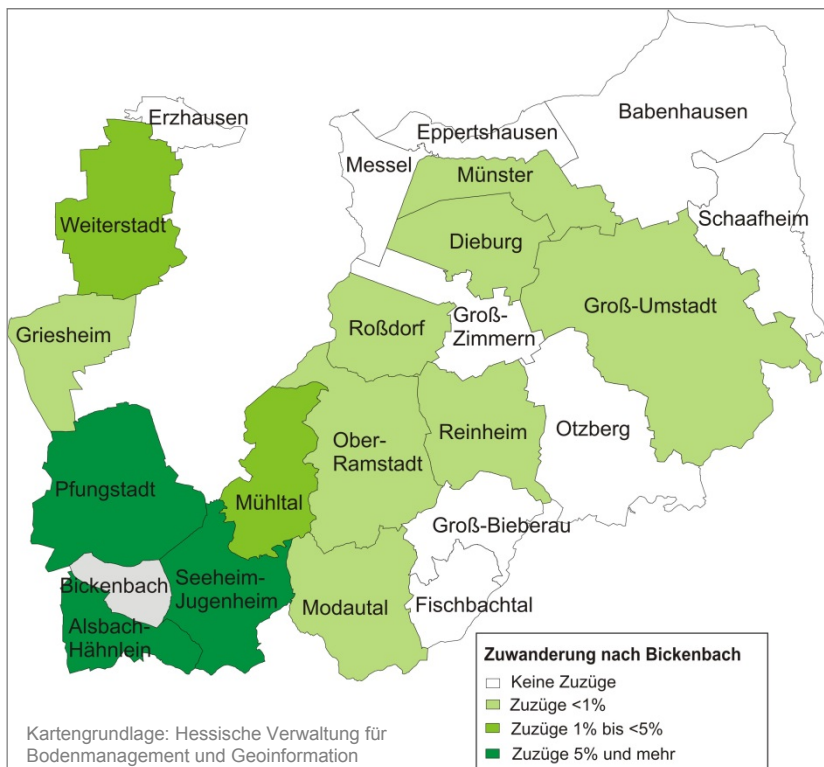 Erzhausen
Babenhausen
Eppertshausen
Messel
Münster
Schaafheim
Weiterstadt
Dieburg
Groß-Umstadt
Groß-
Zimmern
Roßdorf
Griesheim
Otzberg
Reinheim
Ober-
Ramstadt
Pfungstadt
Mühltal
Groß-Bieberau
Bickenbach
Seeheim-
Jugenheim
Modautal
Fischbachtal
Alsbach-
Hähnlein
Zuwanderung nach Bickenbach
Keine Zuzüge
Zuzüge <1%
Zuzüge 1% bis <5%
Zuzüge 5% und mehr
Kartengrundlage: Hessische Verwaltung für
Bodenmanagement und Geoinformation